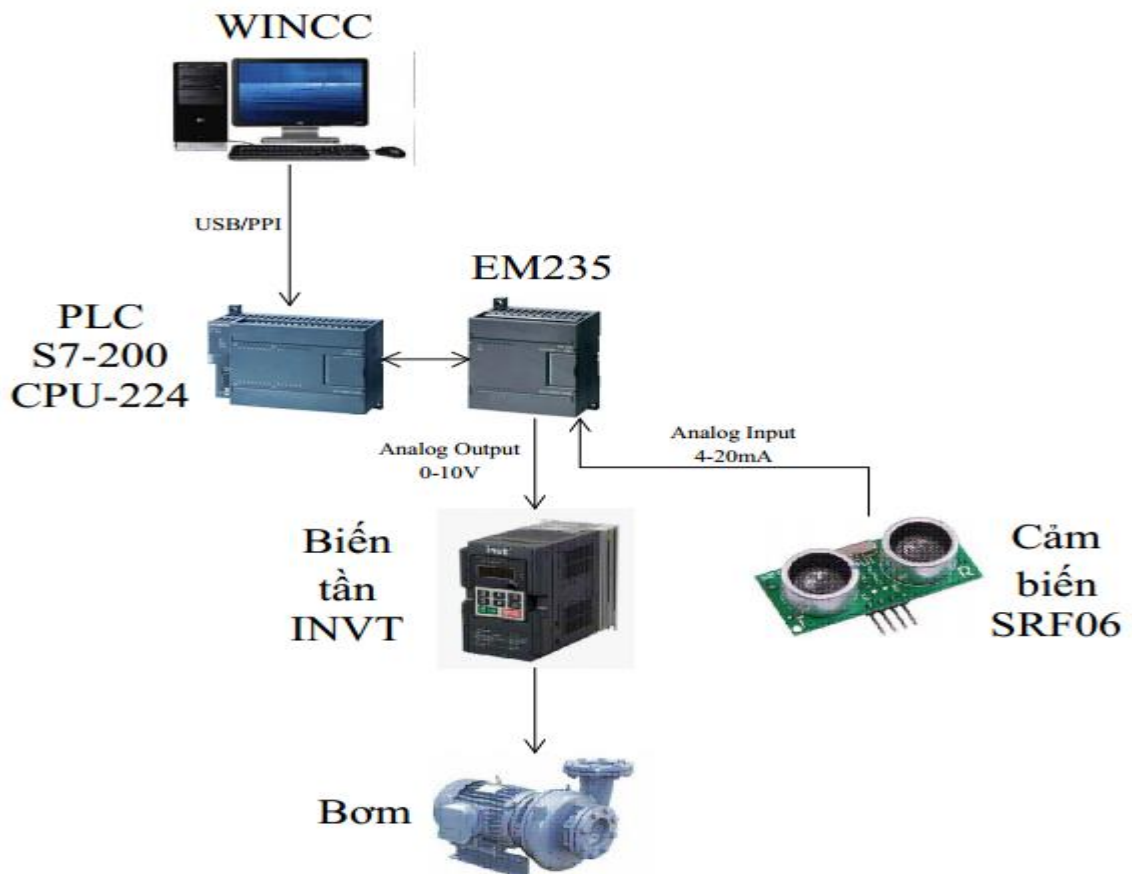 WINCC
USB/PPI
EM235
PLC
S7-200
CPU-224
Analog Output
0-10V
Analog Input
4-20mA
Biến
tần
INVT
invt
Cảm
biến
SRF06
Bơm